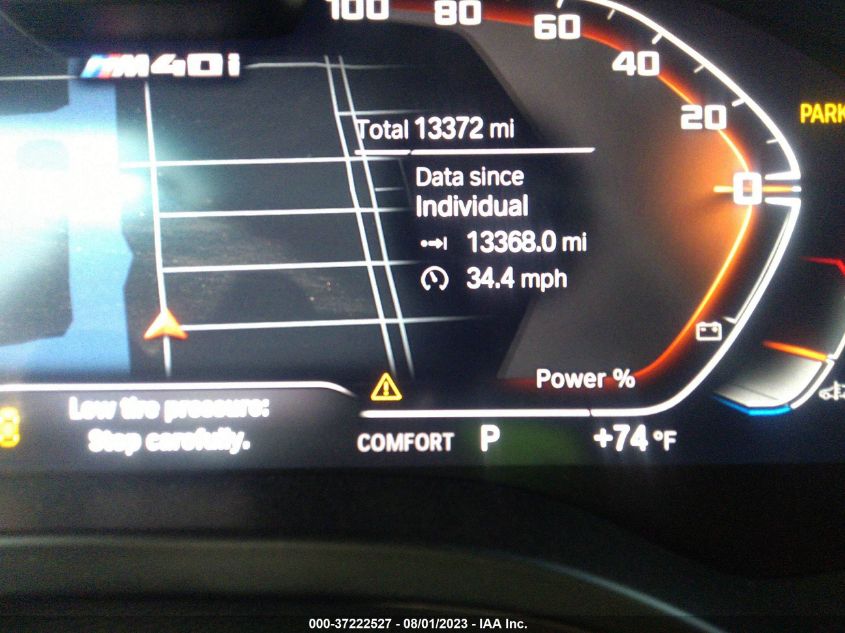 100 80 60 40 20 0
M40i
Total 13372 mi
PARK
Data since
Individual
13368.0 mi
34.4 mph
Power %
Low tire pressure:
Stop carefully.
COMFORT P +74 °F
000-37222527 - 08/01/2023 - IAA Inc.